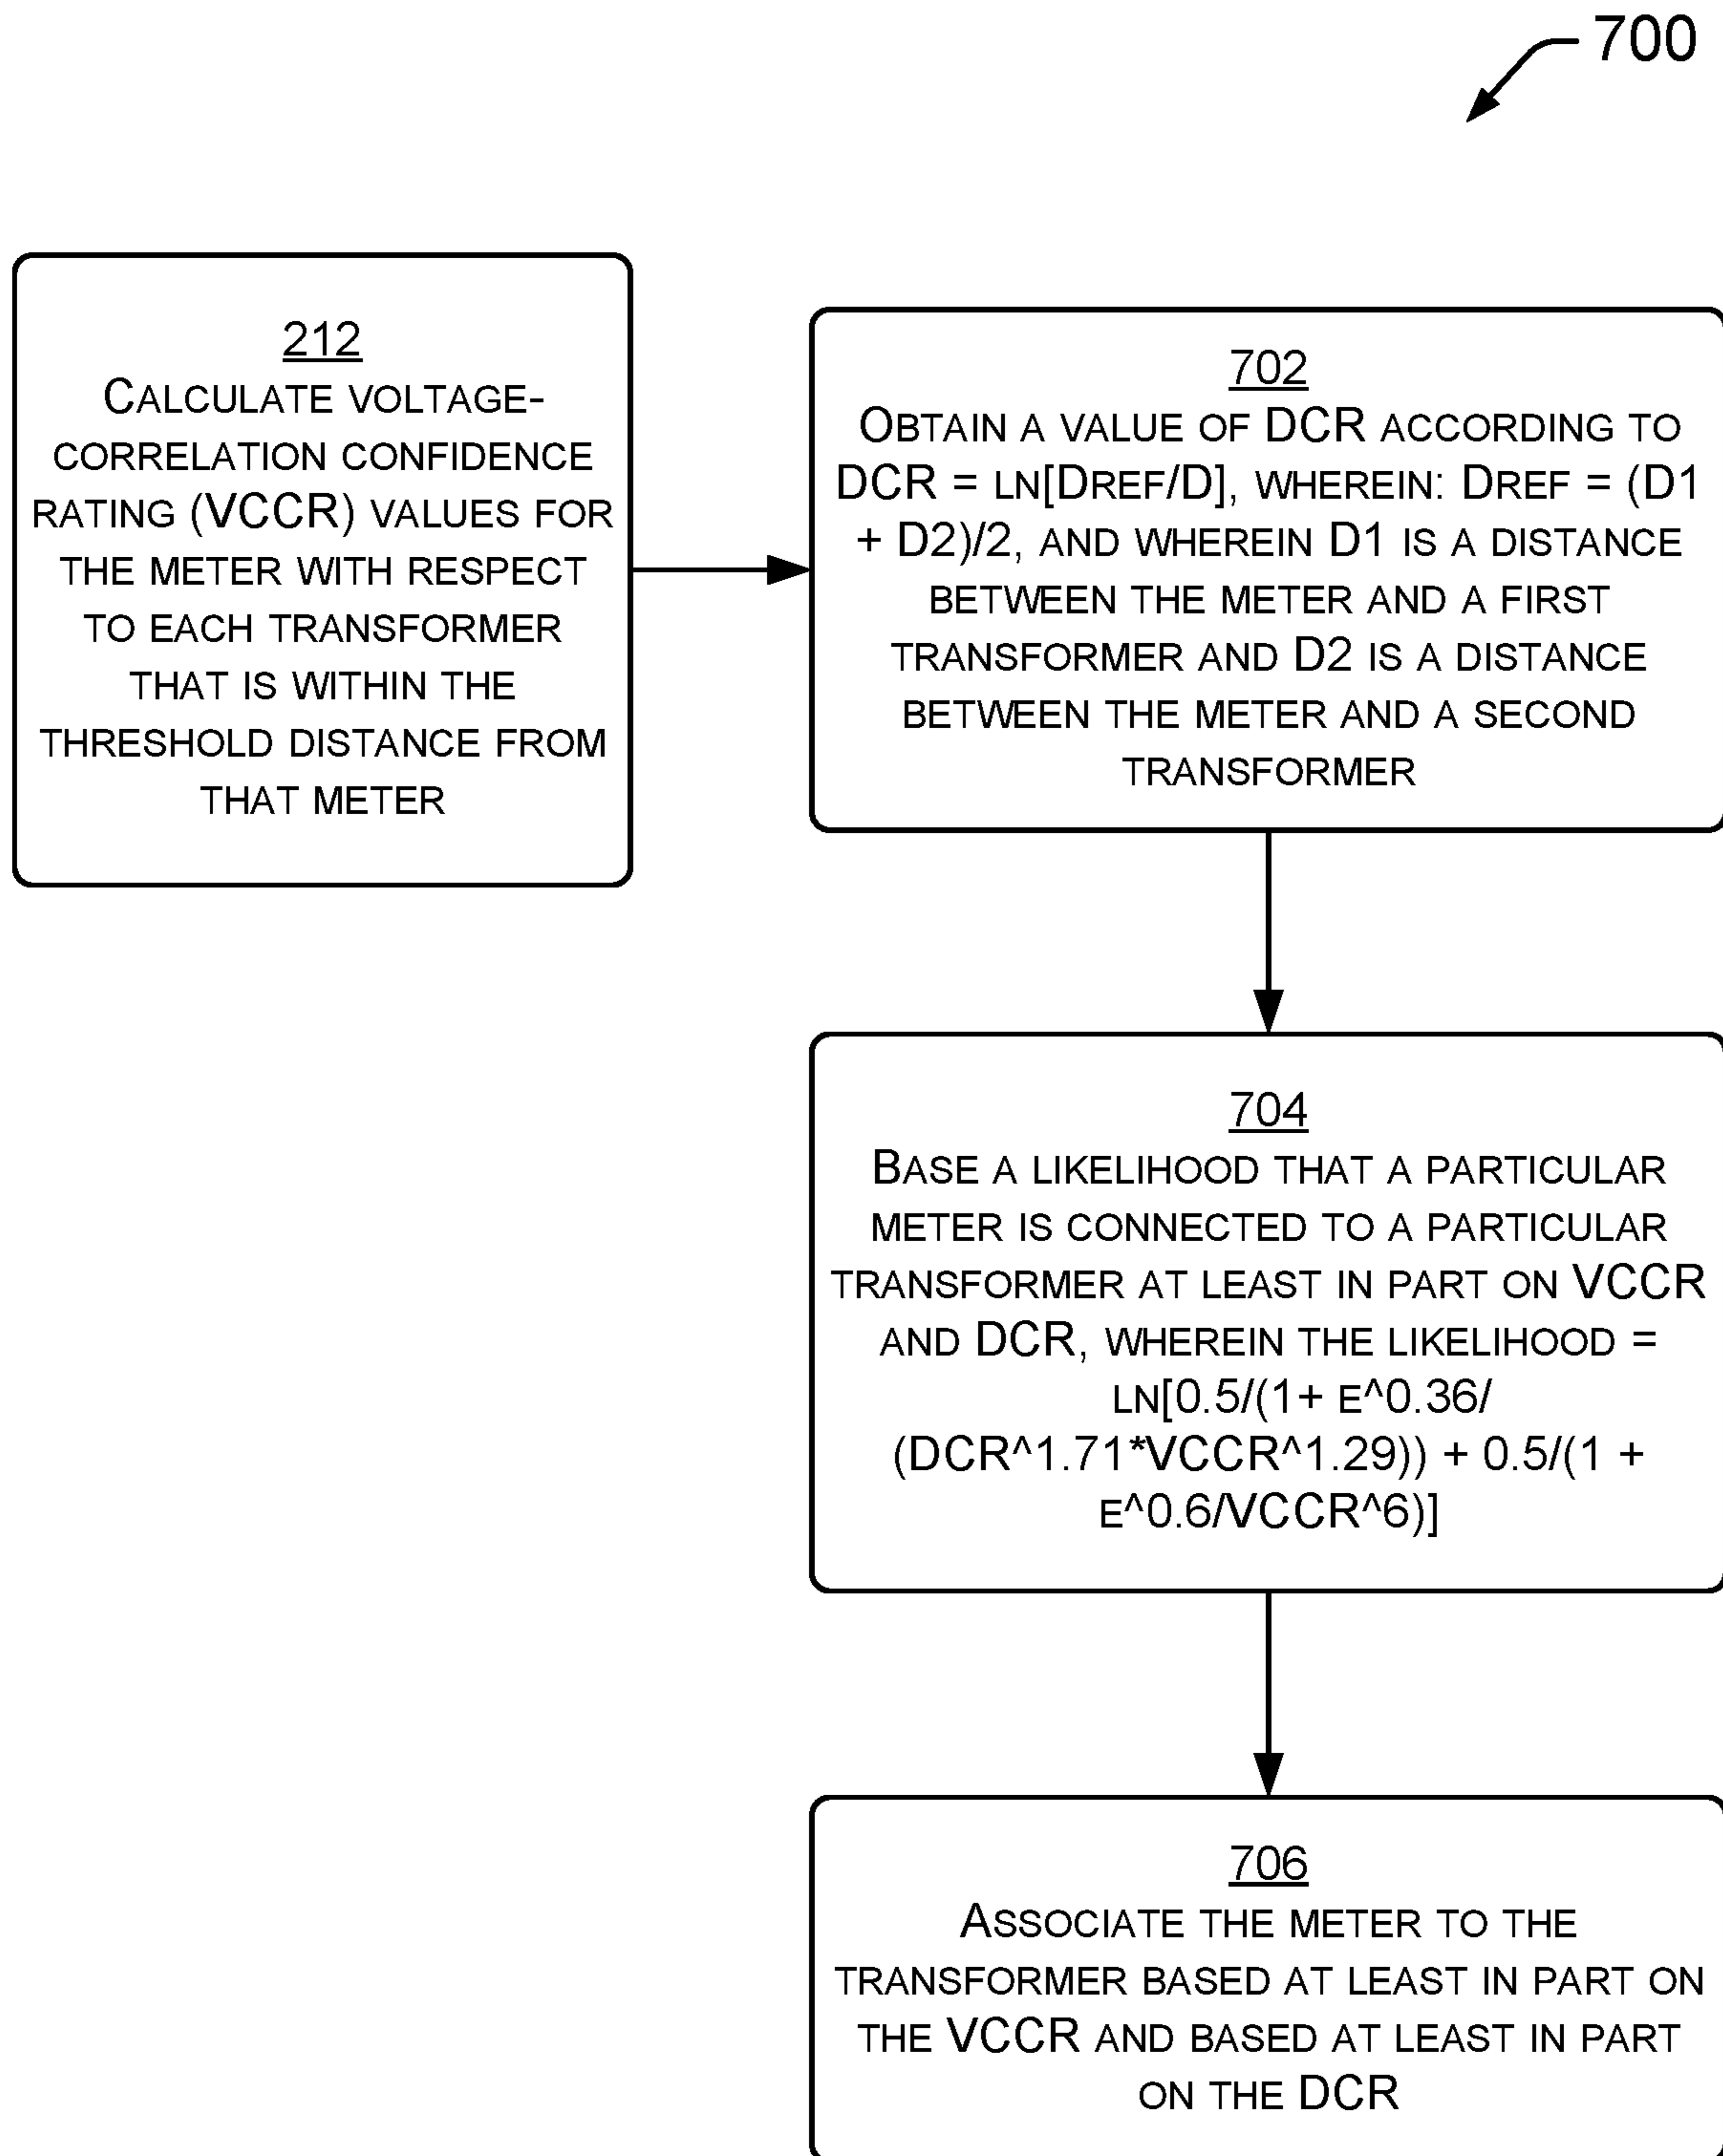 700
212
CALCULATE VOLTAGE-
CORRELATION CONFIDENCE
RATING (VCCR) VALUES FOR
THE METER WITH RESPECT
TO EACH TRANSFORMER
THAT IS WITHIN THE
THRESHOLD DISTANCE FROM
THAT METER
702
OBTAIN A VALUE OF DCR ACCORDING TO
DCR = LN[DREF/D], WHEREIN: DREF = (D1
+ D2)/2, AND WHEREIN D1 IS A DISTANCE
BETWEEN THE METER AND A FIRST
TRANSFORMER AND D2 IS A DISTANCE
BETWEEN THE METER AND A SECOND
TRANSFORMER
704
BASE A LIKELIHOOD THAT A PARTICULAR
METER IS CONNECTED TO A PARTICULAR
TRANSFORMER AT LEAST IN PART ON VCCR
AND DCR, WHEREIN THE LIKELIHOOD =
LN[0.5/(1+ E^0.36/
(DCR^1.71*VCCR^1.29)) + 0.5/(1 +
E^0.6/VCCR^6)]
706
ASSOCIATE THE METER TO THE
TRANSFORMER BASED AT LEAST IN PART ON
THE VCCR AND BASED AT LEAST IN PART
ON THE DCR